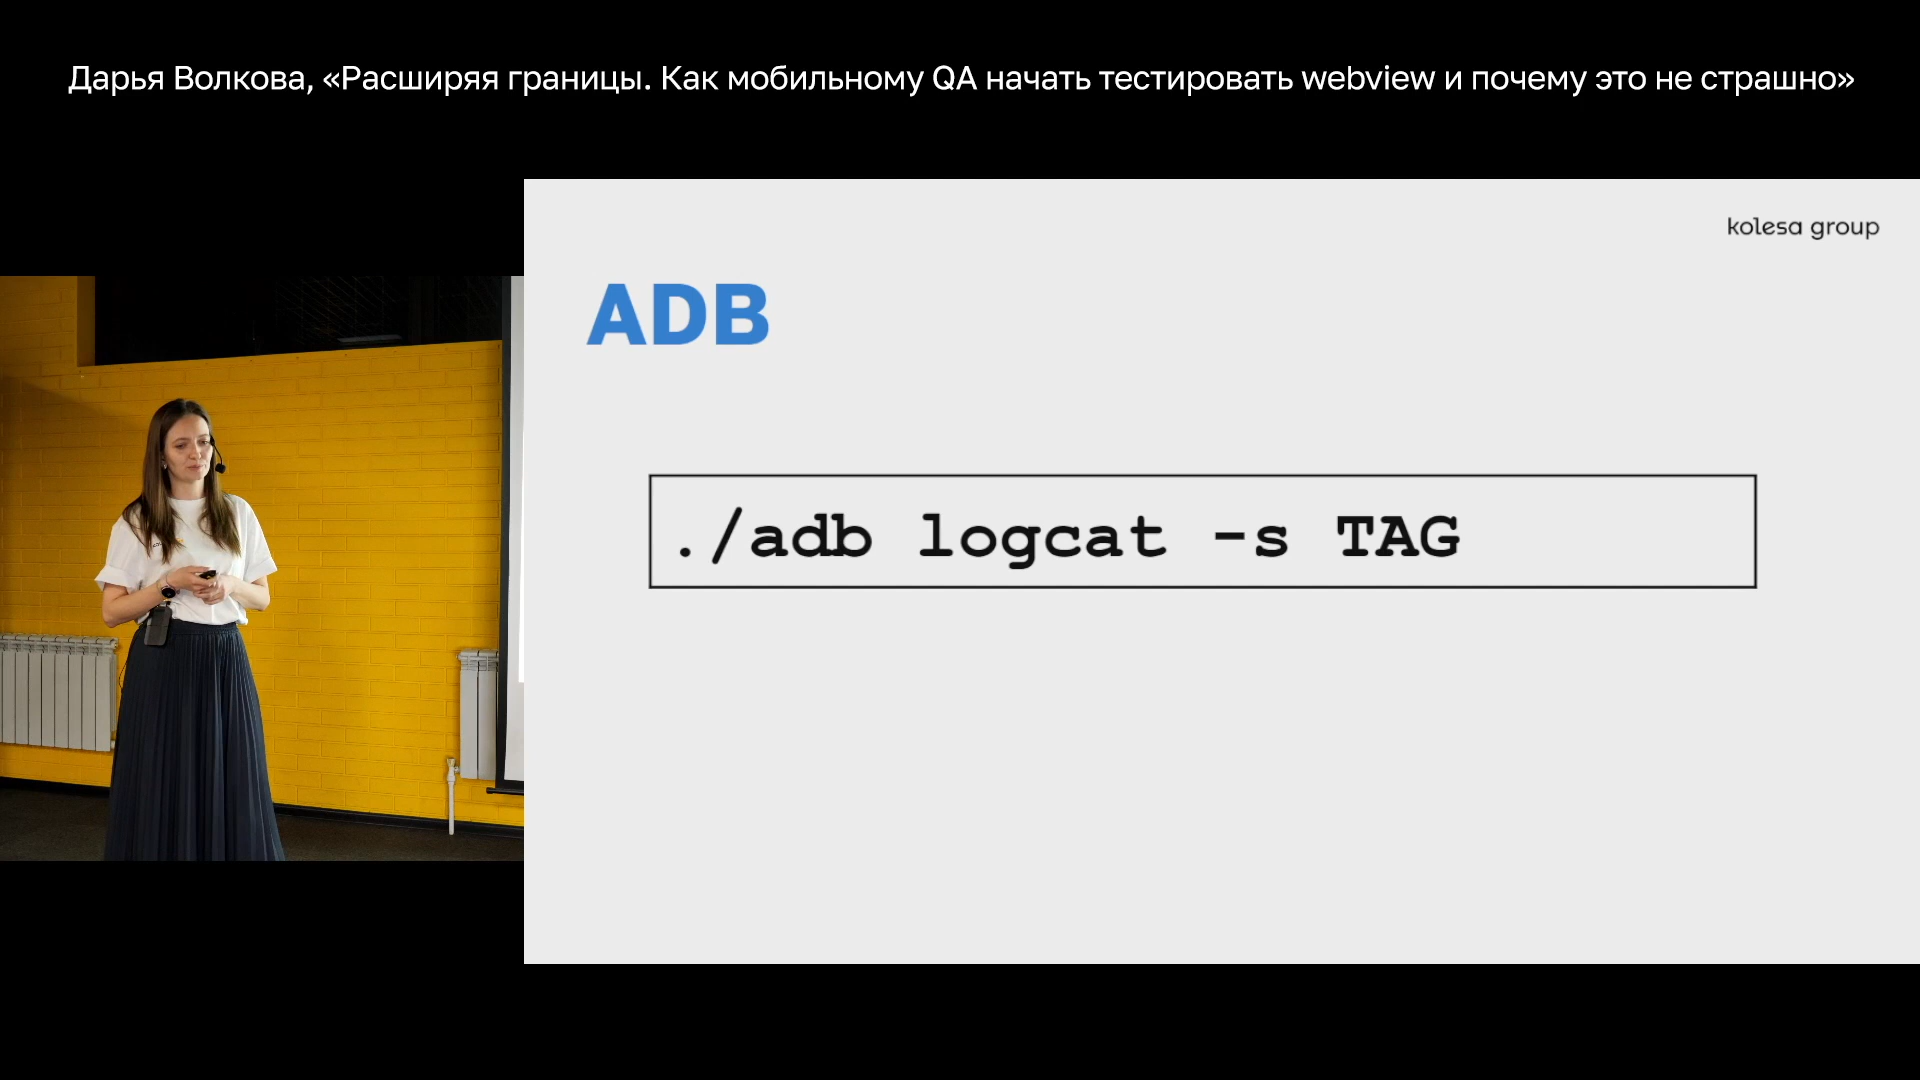 Дарья Волкова, «Расширяя границы. Как мобильному QA начать тестировать webview и почему это не страшно»
kolesa group
ADB
./adb logcat -s TAG